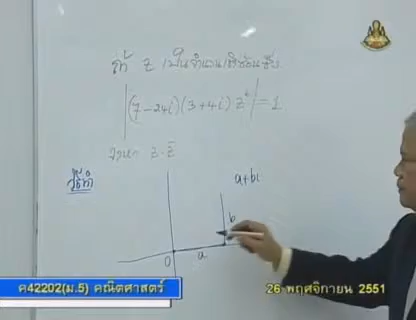 ถ้า z เป็นจำนวนเชิงซ้อนซึ่ง
|(7-24i)(3+4i) z⁶| = 1
จงหา z · z̄
วิธีทำ
a+bi
b
0 a
ค42202(ม.5) คณิตศาสตร์
26 พฤศจิกายน 2551